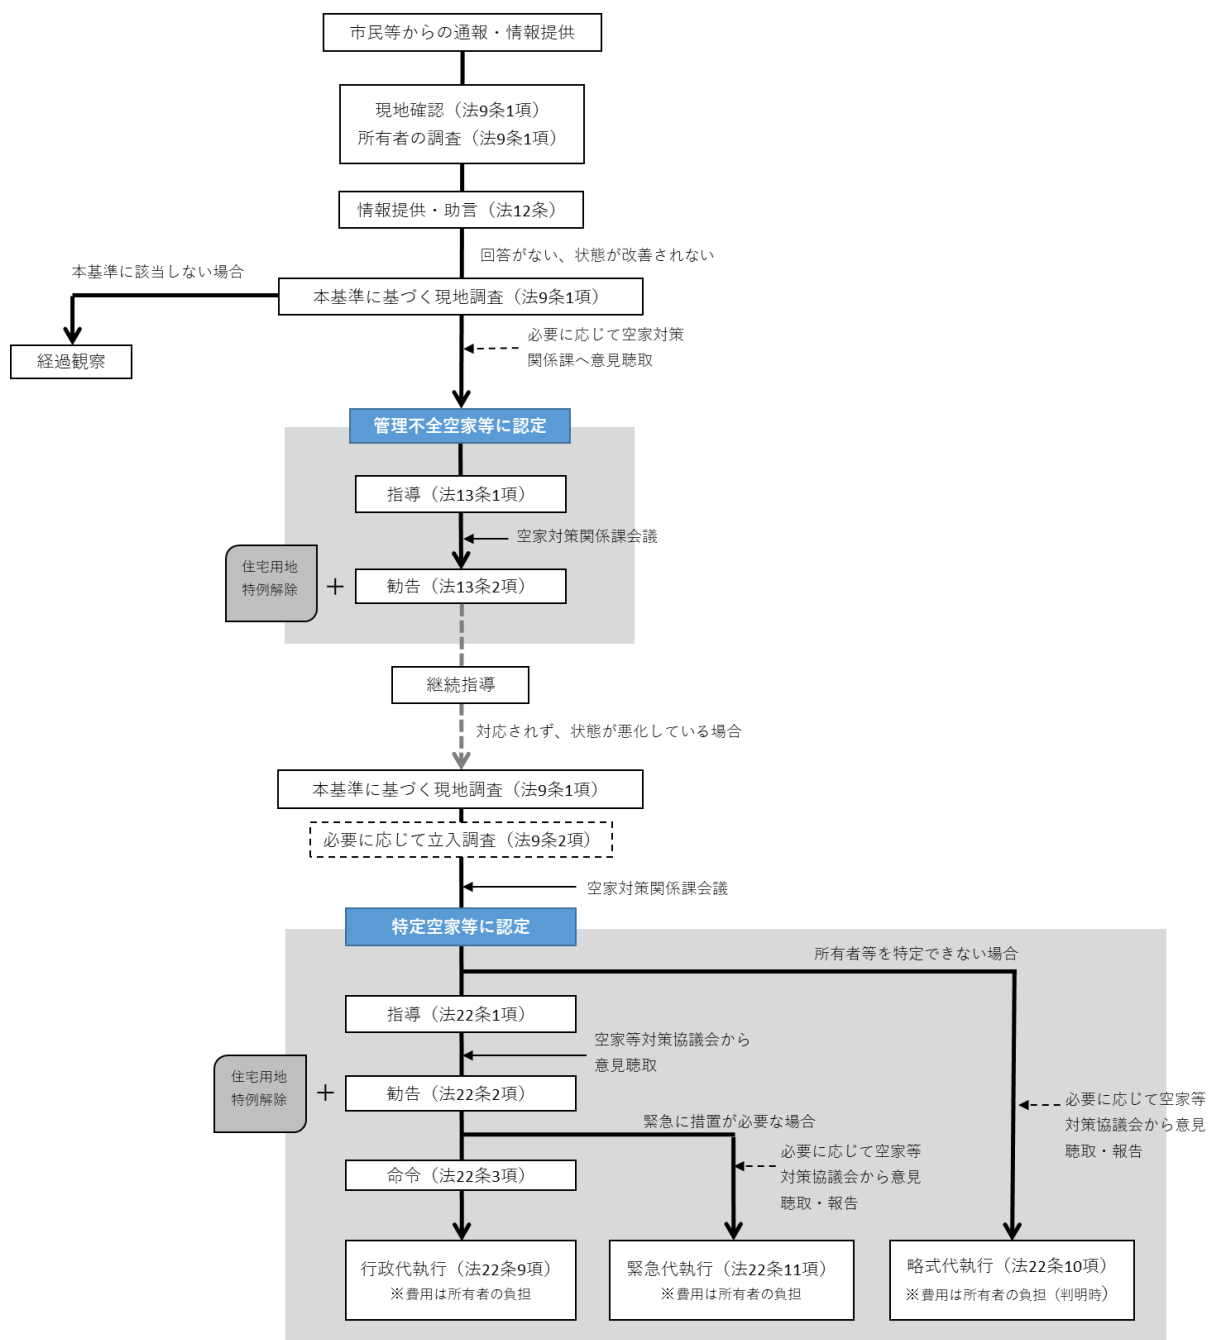 市民等からの通報・情報提供
現地確認（法9条1項）
所有者の調査（法9条1項）
情報提供・助言（法12条）
回答がない、状態が改善されない
本基準に該当しない場合
本基準に基づく現地調査（法9条1項）
必要に応じて空家対策
関係課へ意見聴取
経過観察
管理不全空家等に認定
指導（法13条1項）
空家対策関係課会議
住宅用地
特例解除
＋
勧告（法13条2項）
継続指導
対応されず、状態が悪化している場合
本基準に基づく現地調査（法9条1項）
必要に応じて立入調査（法9条2項）
空家対策関係課会議
特定空家等に認定
所有者等を特定できない場合
指導（法22条1項）
空家等対策協議会から
意見聴取
住宅用地
特例解除
＋
勧告（法22条2項）
緊急に措置が必要な場合
必要に応じて空家等
対策協議会から意見
聴取・報告
必要に応じて空家等
対策協議会から意見
聴取・報告
命令（法22条3項）
行政代執行（法22条9項）
※費用は所有者の負担
緊急代執行（法22条11項）
※費用は所有者の負担
略式代執行（法22条10項）
※費用は所有者の負担（判明時）